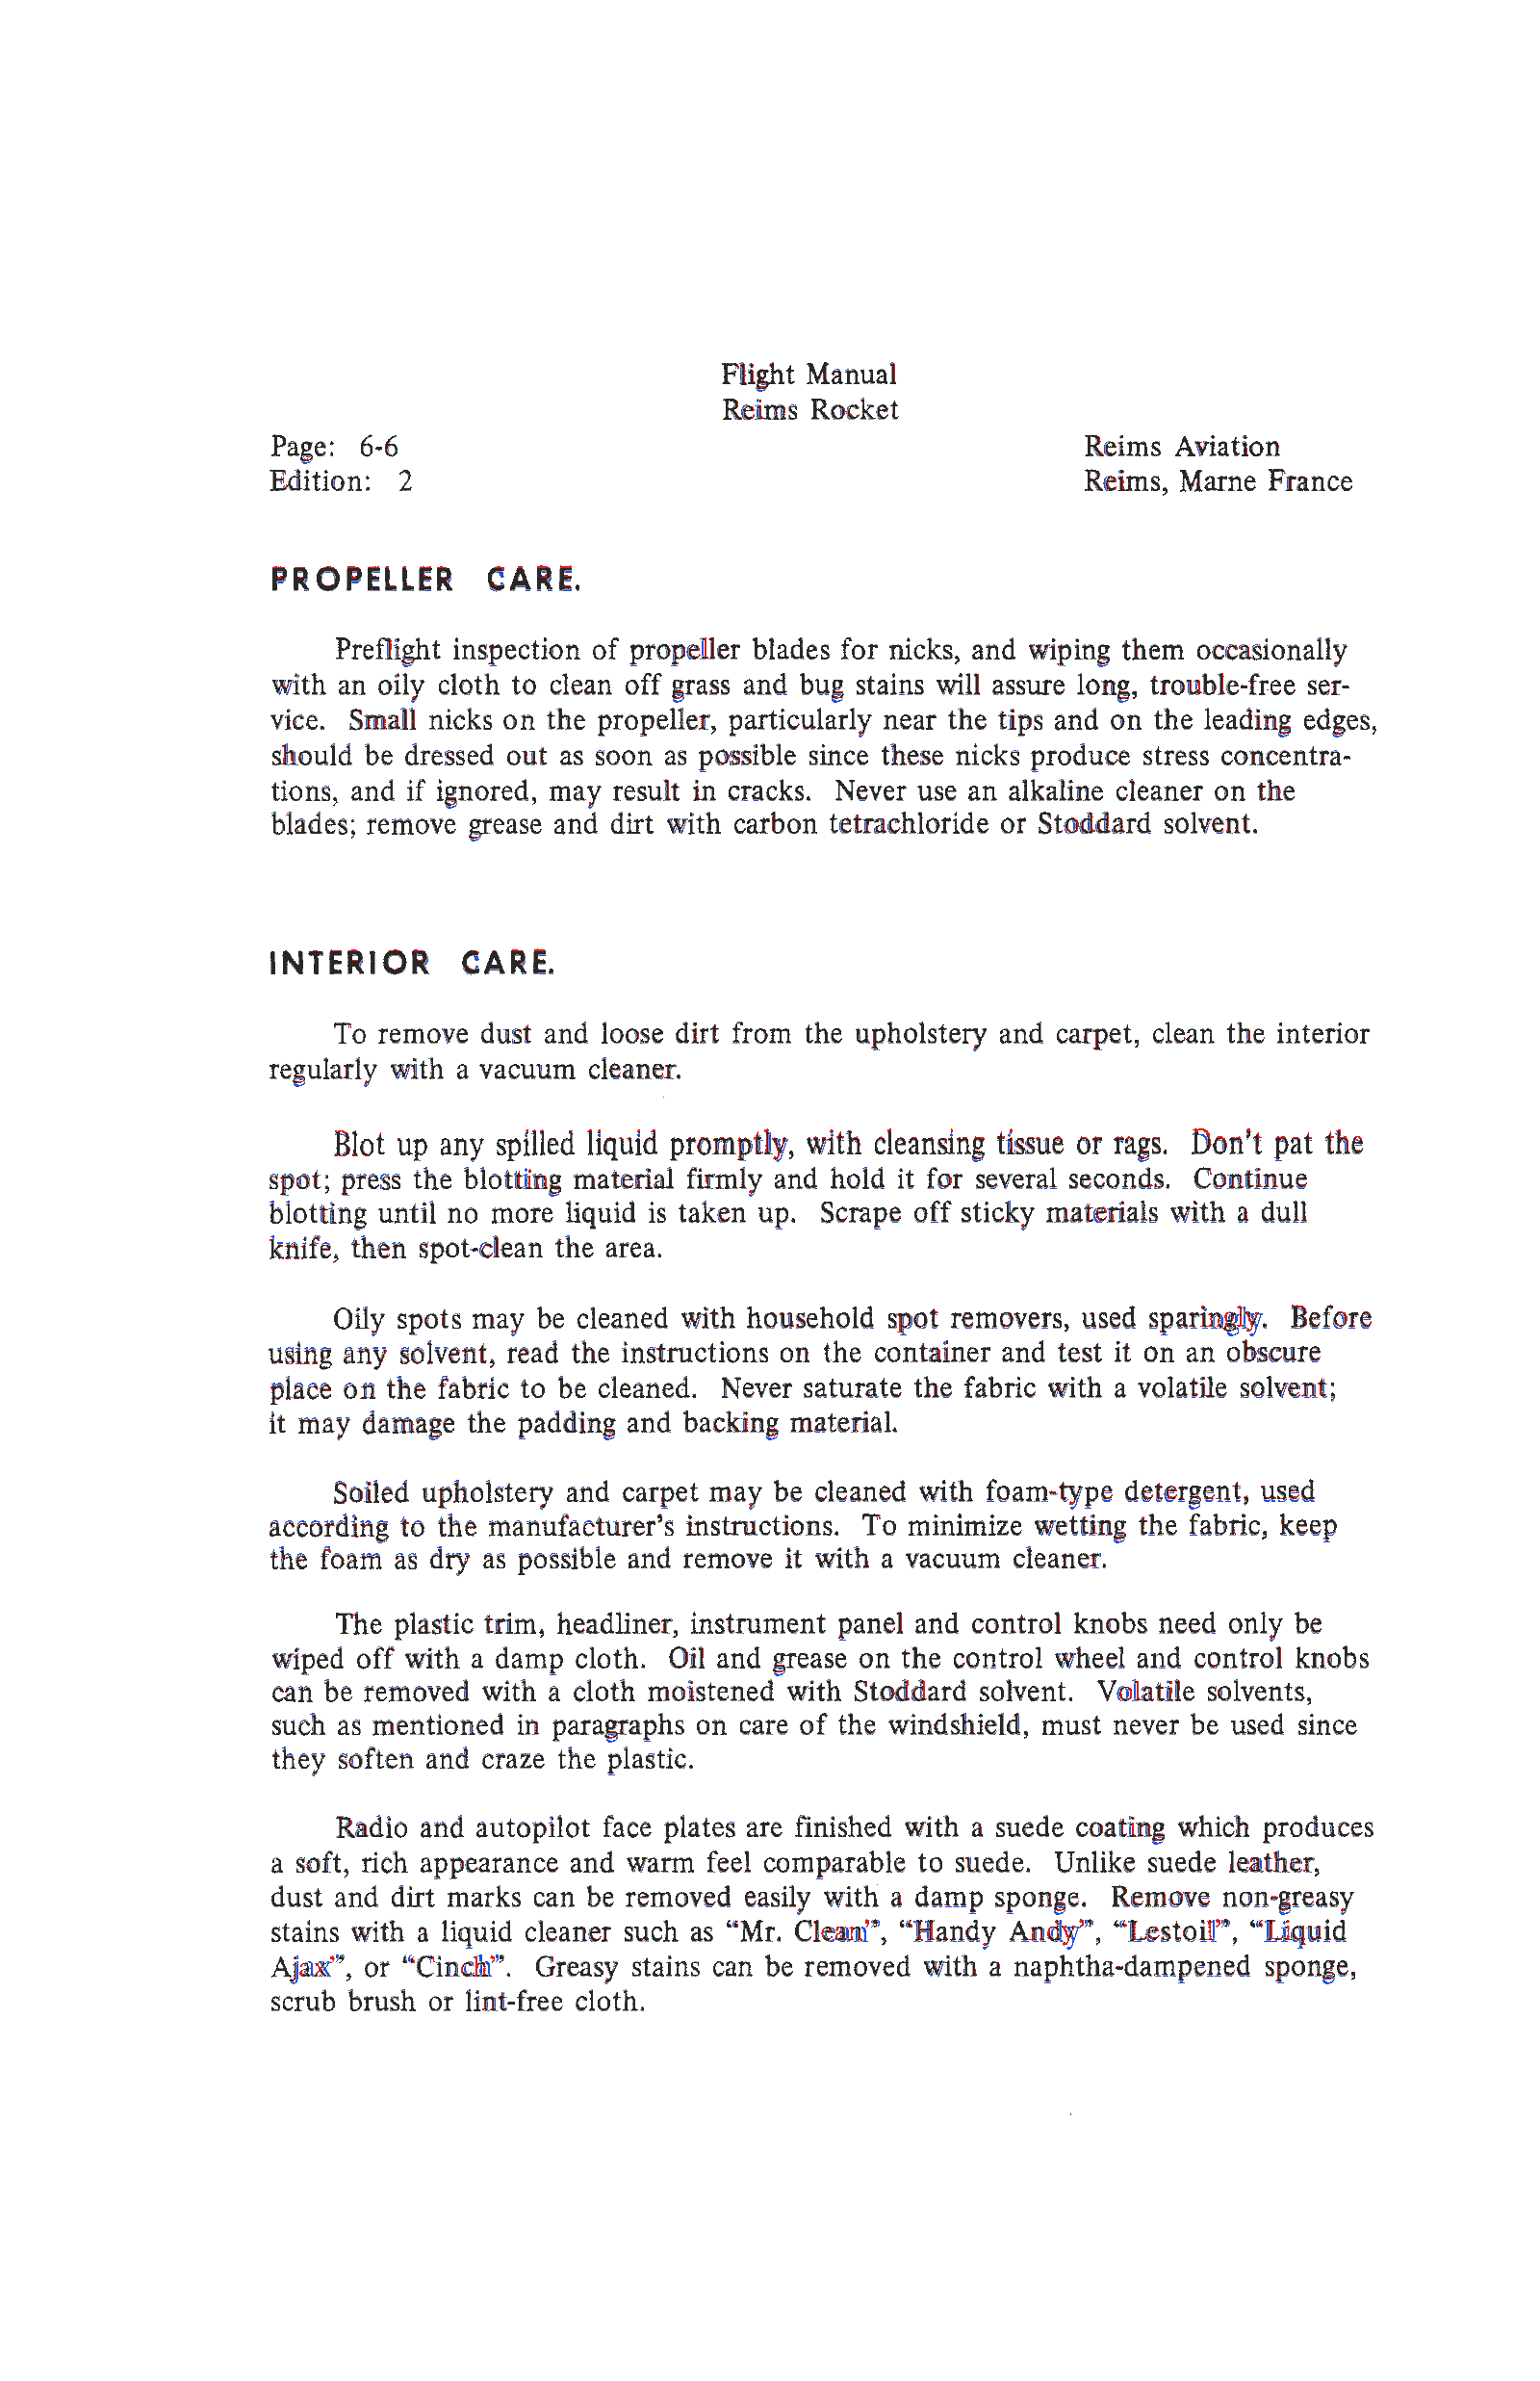 Flight Manual
Reims Rocket
Page: 6-6
Reims Aviation
Edition: 2
Reims, Marne France
PROPELLER CARE.
Preflight inspection of propeller blades for nicks, and wiping them occasionally
with an oily cloth to clean off grass and bug stains will assure long, trouble-free ser-
vice. Small nicks on the propeller, particularly near the tips and on the leading edges,
should be dressed out as soon as possible since these nicks produce stress concentra-
tions, and if ignored, may result in cracks. Never use an alkaline cleaner on the
blades; remove grease and dirt with carbon tetrachloride or Stoddard solvent.
INTERIOR CARE.
To remove dust and loose dirt from the upholstery and carpet, clean the interior
regularly with a vacuum cleaner.
Blot up any spilled liquid promptly, with cleansing tissue or rags. Don't pat the
spot; press the blotting material firmly and hold it for several seconds. Continue
blotting until no more liquid is taken up. Scrape off sticky materials with a dull
knife, then spot-clean the area.
Oily spots may be cleaned with household spot removers, used sparingly. Before
using any solvent, read the instructions on the container and test it on an obscure
place on the fabric to be cleaned. Never saturate the fabric with a volatile solvent;
it may damage the padding and backing material.
Soiled upholstery and carpet may be cleaned with foam-type detergent, used
according to the manufacturer's instructions. To minimize wetting the fabric, keep
the foam as dry as possible and remove it with a vacuum cleaner.
The plastic trim, headliner, instrument panel and control knobs need only be
wiped off with a damp cloth. Oil and grease on the control wheel and control knobs
can be removed with a cloth moistened with Stoddard solvent. Volatile solvents,
such as mentioned in paragraphs on care of the windshield, must never be used since
they soften and craze the plastic.
Radio and autopilot face plates are finished with a suede coating which produces
a soft, rich appearance and warm feel comparable to suede. Unlike suede leather,
dust and dirt marks can be removed easily with a damp sponge. Remove non-greasy
stains with a liquid cleaner such as “Mr. Clean”, “Handy Andy”, “Lestoil”, “Liquid
Ajax”, or “Cinch”. Greasy stains can be removed with a naphtha-dampened sponge,
scrub brush or lint-free cloth.